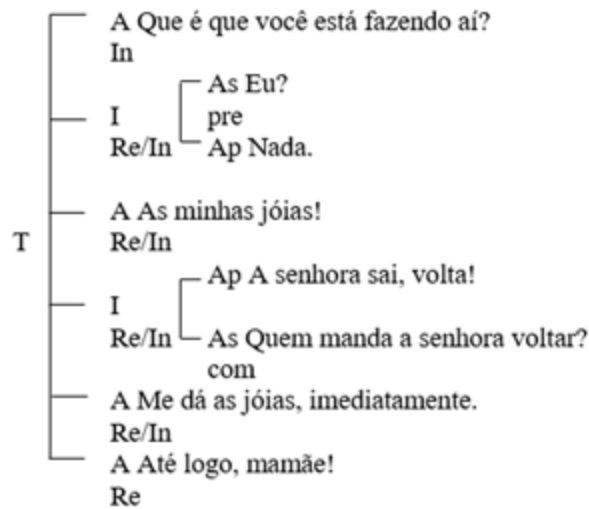 A Que é que você está fazendo aí?
In
As Eu?
I pre
Re/In Ap Nada.
A As minhas jóias!
T Re/In
Ap A senhora sai, volta!
I
Re/In As Quem manda a senhora voltar?
com
A Me dá as jóias, imediatamente.
Re/In
A Até logo, mamãe!
Re